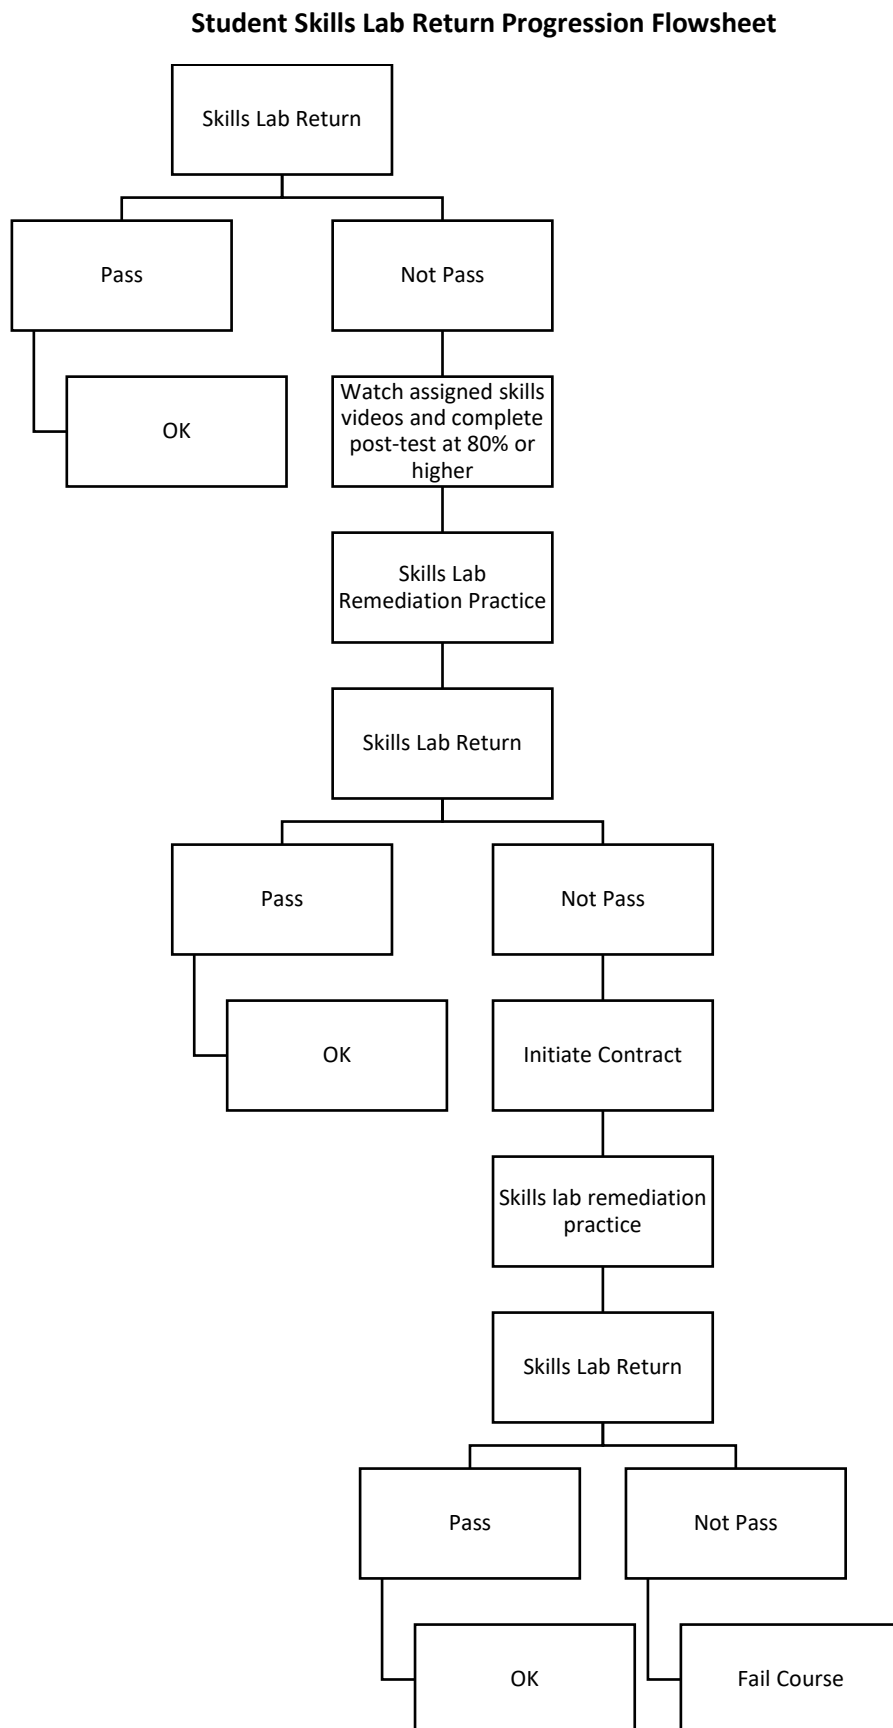 Student Skills Lab Return Progression Flowsheet
Skills Lab Return
Pass
Not Pass
OK
Watch assigned skills
videos and complete
post-test at 80% or
higher
Skills Lab
Remediation Practice
Skills Lab Return
Pass
Not Pass
OK
Initiate Contract
Skills lab remediation
practice
Skills Lab Return
Pass
Not Pass
OK
Fail Course